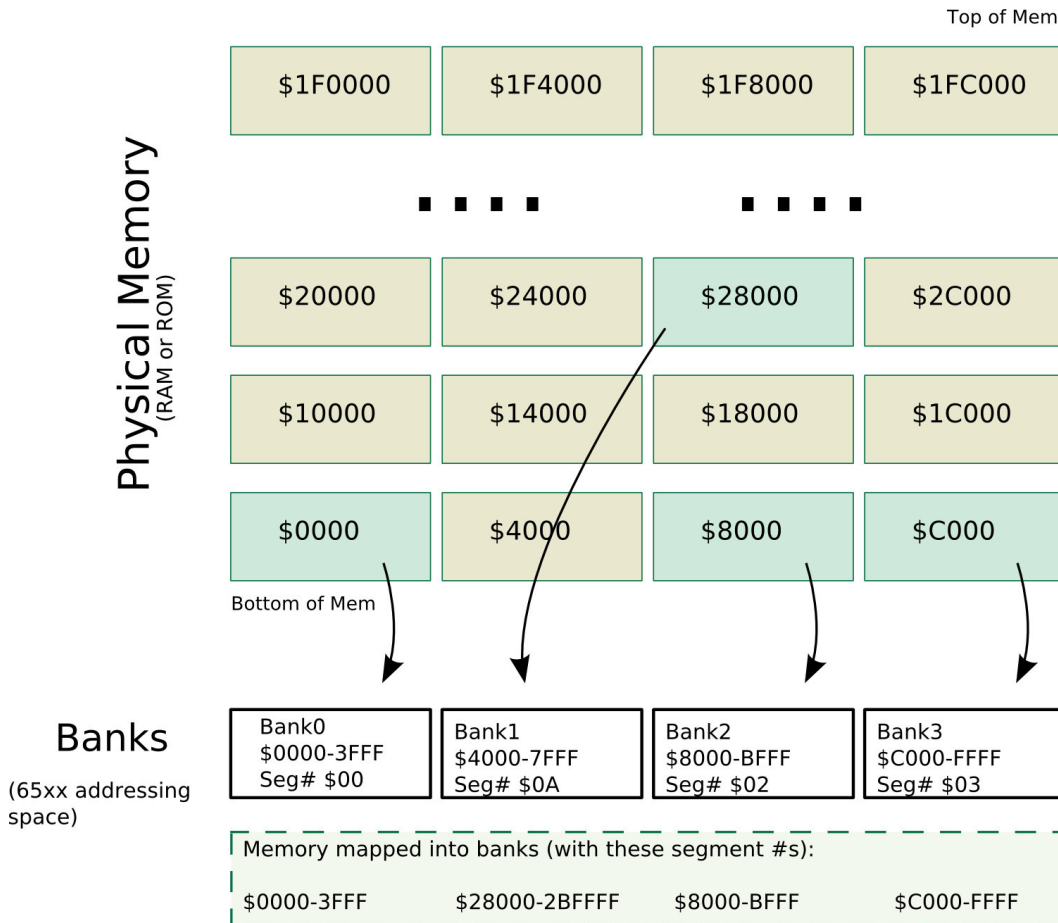 Top of Mem
$1F0000 $1F4000 $1F8000 $1FC000
$20000 $24000 $28000 $2C000
$10000 $14000 $18000 $1C000
$0000 $4000 $8000 $C000
Physical Memory
(RAM or ROM)
Bottom of Mem
Banks
(65xx addressing
space)
Bank0
$0000-3FFF
Seg# $00
Bank1
$4000-7FFF
Seg# $0A
Bank2
$8000-BFFF
Seg# $02
Bank3
$C000-FFFF
Seg# $03
Memory mapped into banks (with these segment #s):
$0000-3FFF $28000-2BFFFF $8000-BFFF $C000-FFFF